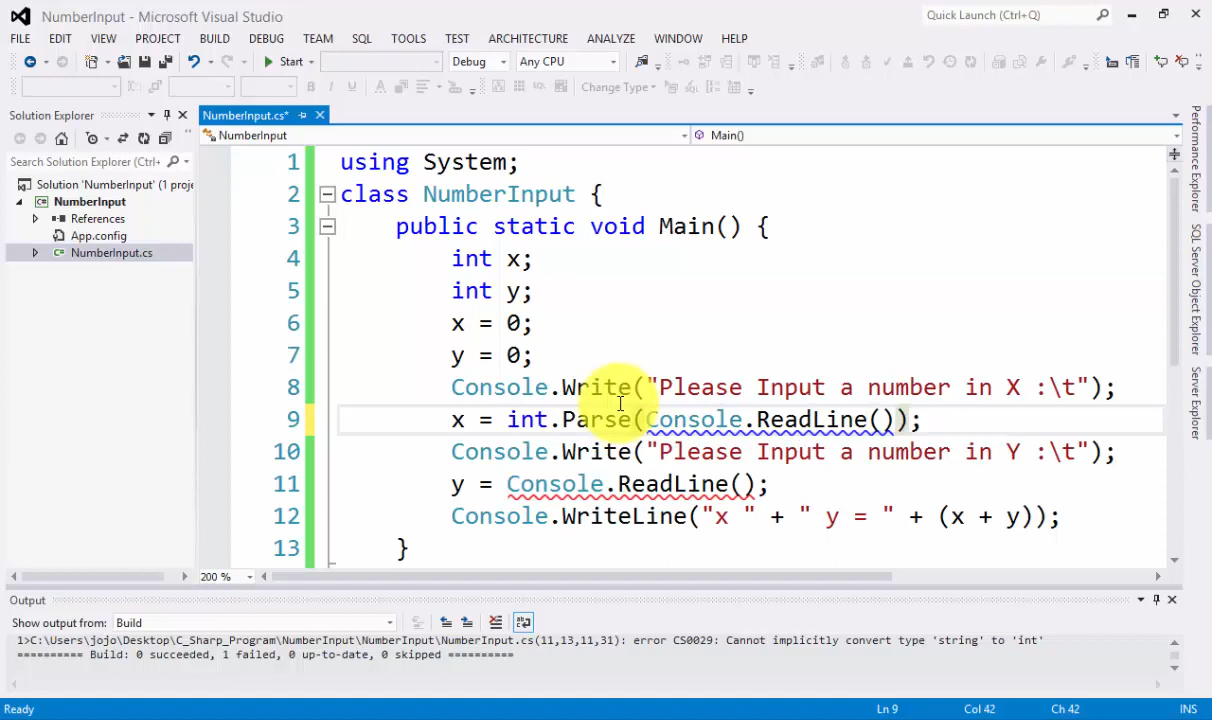 NumberInput - Microsoft Visual Studio
Quick Launch (Ctrl+Q)
FILE EDIT VIEW PROJECT BUILD DEBUG TEAM SQL TOOLS TEST ARCHITECTURE ANALYZE WINDOW HELP
Start Debug Any CPU
Change Type
Solution Explorer
NumberInput.cs*
NumberInput
Main()
Search Solution Explorer (Ctrl+
Solution 'NumberInput' (1 proje
NumberInput
References
App.config
NumberInput.cs
1 using System;
2 class NumberInput {
3 public static void Main() {
4 int x;
5 int y;
6 x = 0;
7 y = 0;
8 Console.Write("Please Input a number in X :\t");
9 x = int.Parse(Console.ReadLine());
10 Console.Write("Please Input a number in Y :\t");
11 y = Console.ReadLine();
12 Console.WriteLine("x " + " y = " + (x + y));
13 }
200 %
Performance Explorer
SQL Server Object Explorer
Server Explorer
Output
Show output from: Build
1>C:\Users\jojo\Desktop\C_Sharp_Program\NumberInput\NumberInput\NumberInput.cs(11,13,11,31): error CS0029: Cannot implicitly convert type 'string' to 'int'
========== Build: 0 succeeded, 1 failed, 0 up-to-date, 0 skipped ==========
Ready Ln 9 Col 42 Ch 42 INS